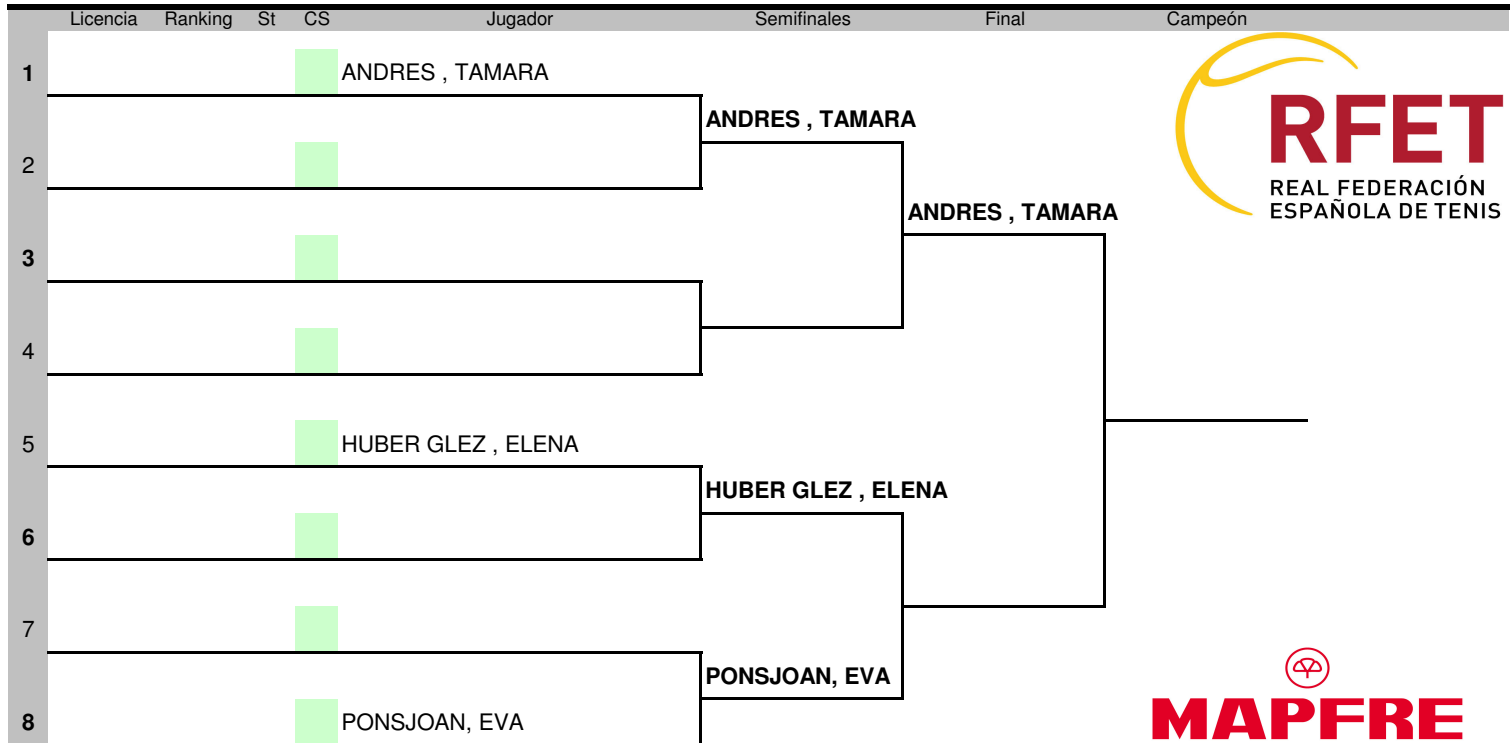 Licencia Ranking St CS Jugador Semifinales Final Campeón
1 ANDRES , TAMARA
ANDRES , TAMARA
2
ANDRES , TAMARA
3
4
5 HUBER GLEZ , ELENA
HUBER GLEZ , ELENA
6
7
PONSJOAN, EVA
8 PONSJOAN, EVA
RFET
REAL FEDERACIÓN
ESPAÑOLA DE TENIS
MAPFRE